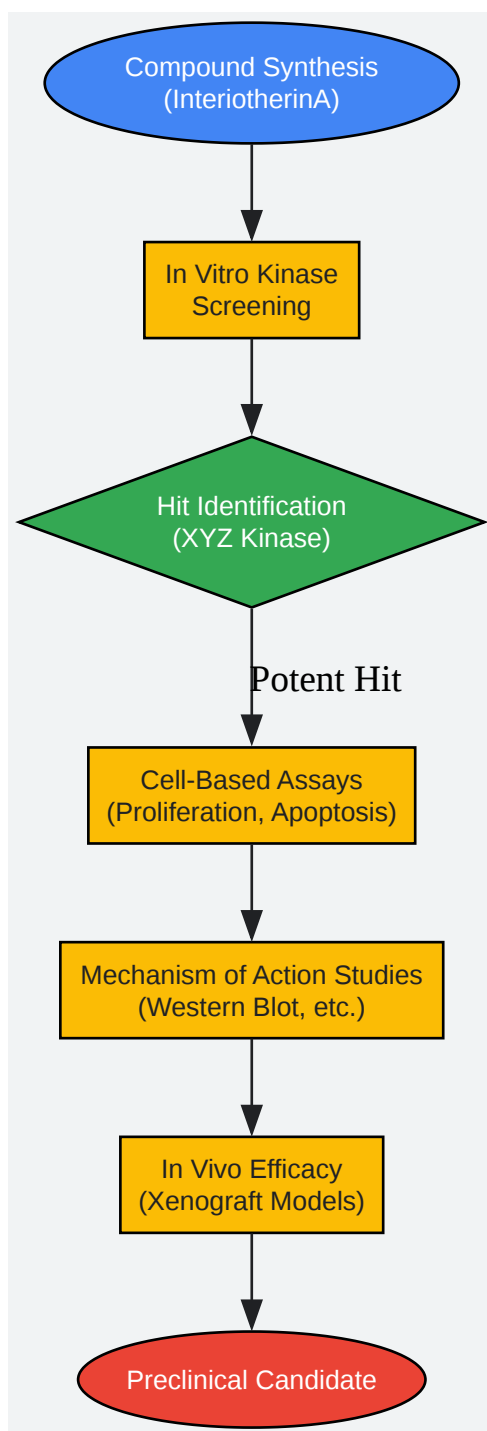 Compound Synthesis
(InteriotherinA)
In Vitro Kinase
Screening
Hit Identification
(XYZ Kinase)
Potent Hit
Cell-Based Assays
(Proliferation, Apoptosis)
Mechanism of Action Studies
(Western Blot, etc.)
In Vivo Efficacy
(Xenograft Models)
Preclinical Candidate